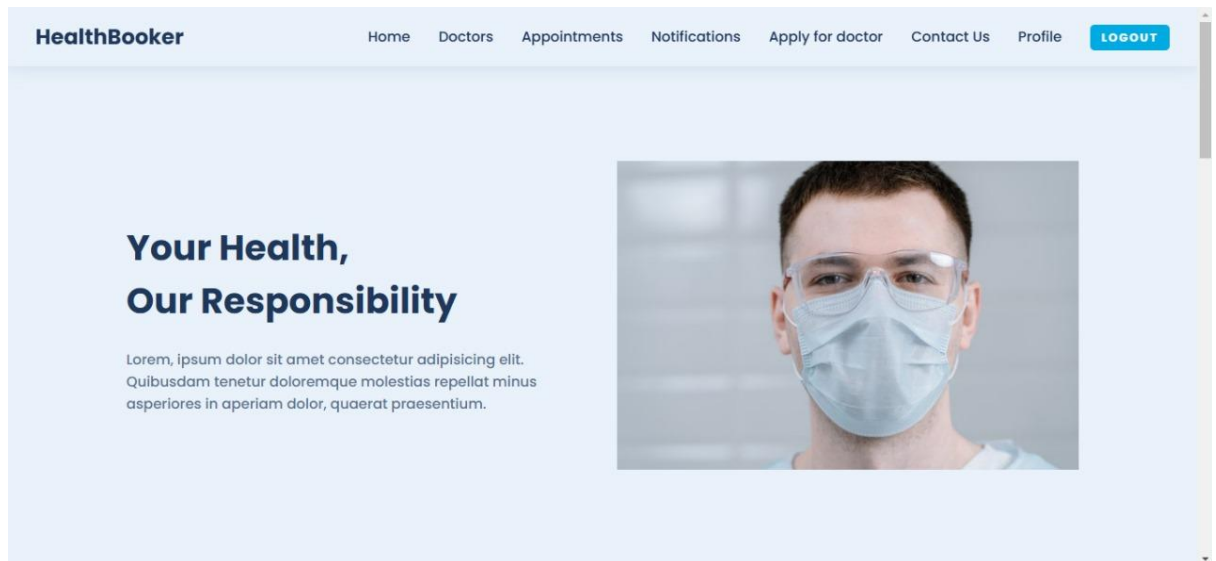 HealthBooker
Home Doctors Appointments Notifications Apply for doctor Contact Us Profile LOGOUT
Your Health,
Our Responsibility
Lorem, ipsum dolor sit amet consectetur adipisicing elit.
Quibusdam tenetur doloremque molestias repellat minus
asperiores in aperiam dolor, quaerat praesentium.